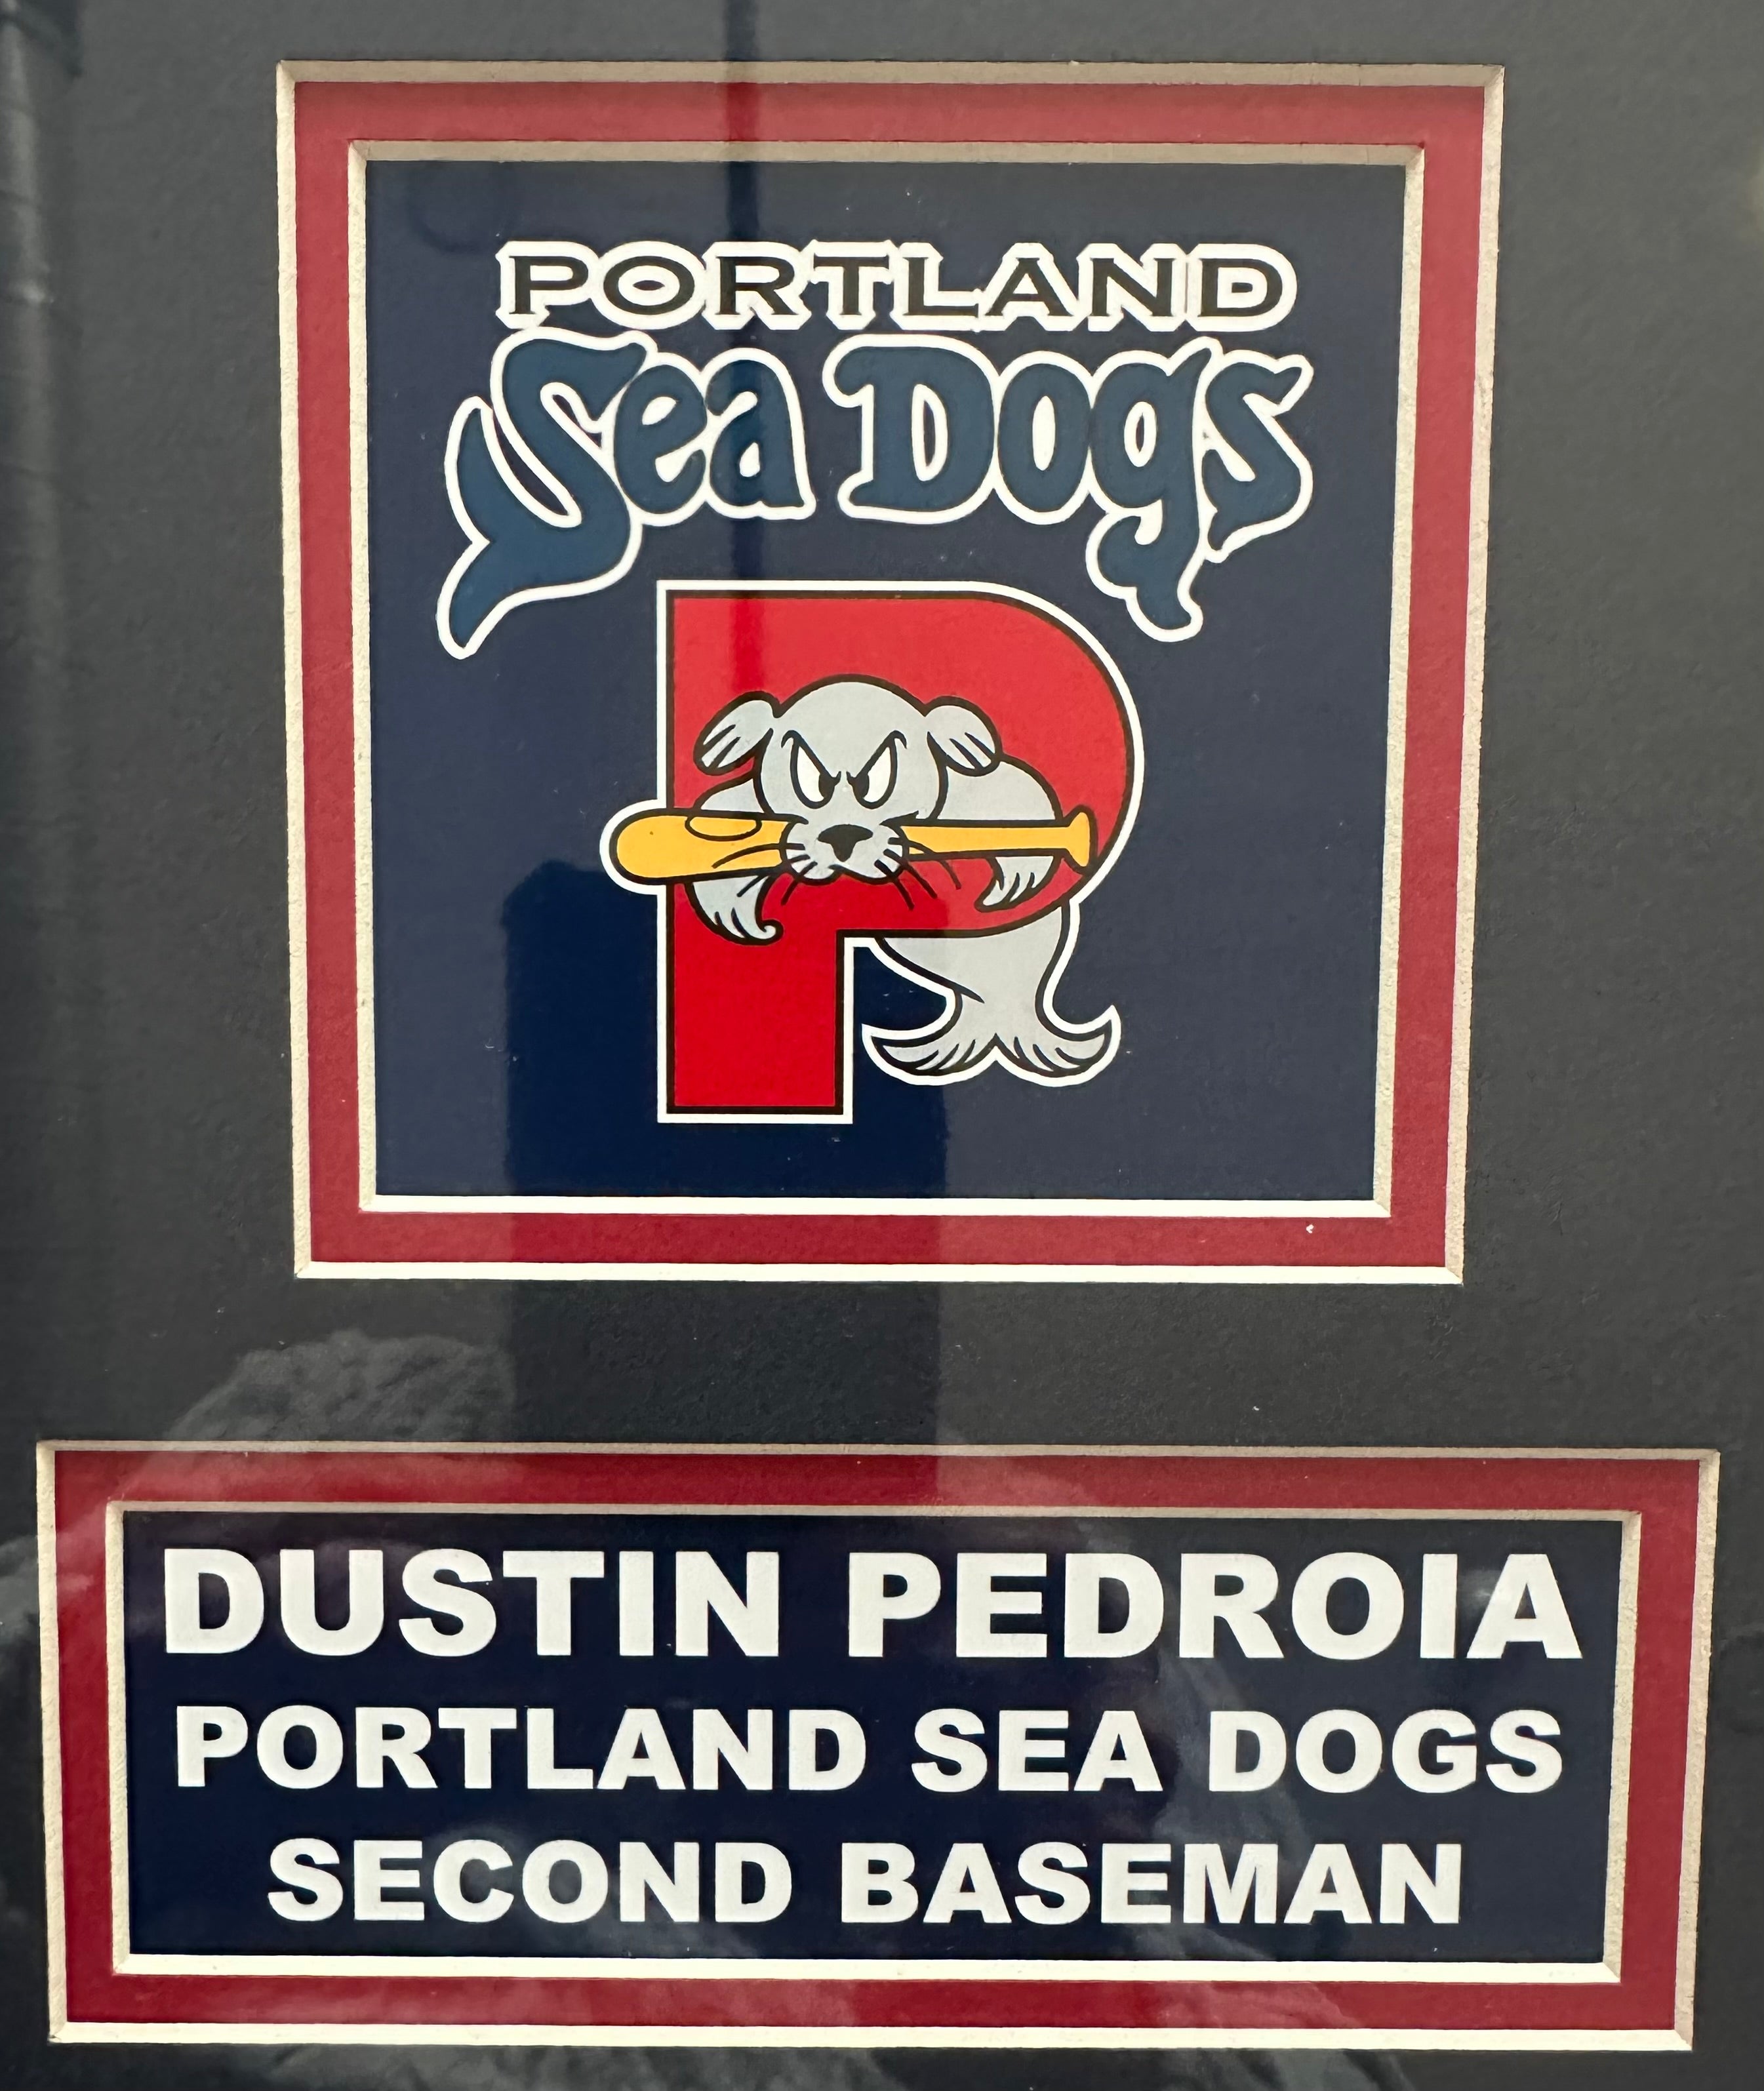 PORTLAND
Sea Dogs
P
DUSTIN PEDROIA
PORTLAND SEA DOGS
SECOND BASEMAN